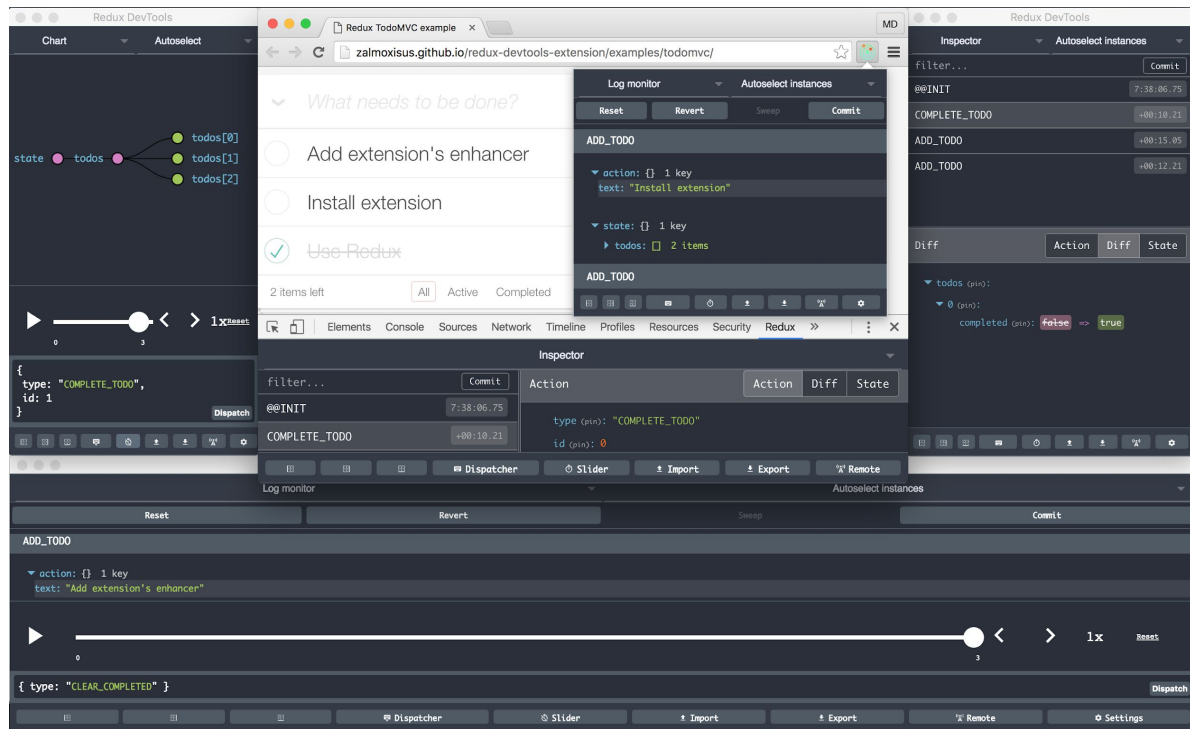 Redux DevTools
Chart
Autoselect
state
todos
todos[0]
todos[1]
todos[2]
1x
Reset
0
3
{
type: "COMPLETE_TODO",
id: 1
}
Dispatch
Redux TodoMVC example
MD
zalmoxisus.github.io/redux-devtools-extension/examples/todomvc/
What needs to be done?
Add extension's enhancer
Install extension
Use Redux
2 items left
All
Active
Completed
Log monitor
Autoselect instances
Reset
Revert
Sweep
Commit
ADD_TODO
action: {} 1 key
text: "Install extension"
state: {} 1 key
todos: [] 2 items
ADD_TODO
Elements Console Sources Network Timeline Profiles Resources Security Redux »
Inspector
filter...
Commit
@@INIT
7:38:06.75
COMPLETE_TODO
+00:10.21
Action
Action
Diff
State
type (pin): "COMPLETE_TODO"
id (pin): 0
Dispatcher
Slider
Import
Export
Remote
Redux DevTools
Inspector
Autoselect instances
filter...
Commit
@@INIT
7:38:06.75
COMPLETE_TODO
+00:10.21
ADD_TODO
+00:15.05
ADD_TODO
+00:12.21
Diff
Action
Diff
State
todos (pin):
0 (pin):
completed (pin): false => true
Log monitor
Autoselect instances
Reset
Revert
Sweep
Commit
ADD_TODO
action: {} 1 key
text: "Add extension's enhancer"
0
3
1x
Reset
{ type: "CLEAR_COMPLETED" }
Dispatch
Dispatcher
Slider
Import
Export
Remote
Settings